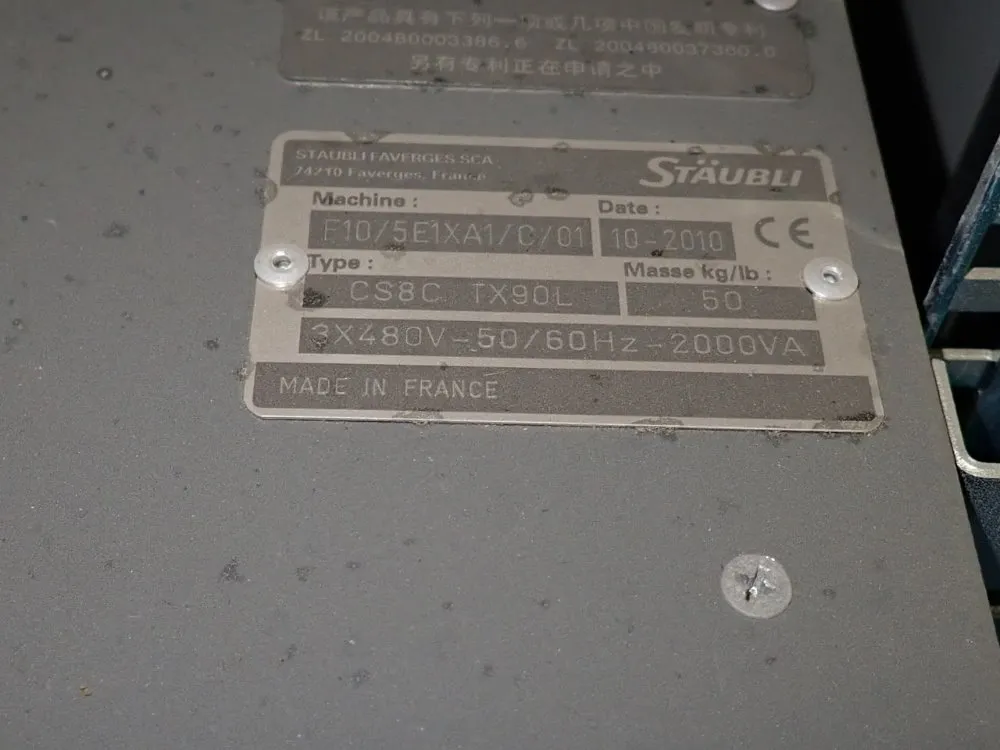 该产品具有下列一项或几项中国发明专利
ZL 200480003386.6 ZL 200480037360.0
另有专利正在申请之中
STAUBLI FAVERGES SCA
74210 Faverges, France
STÄUBLI
Machine :
Date :
F10/5E1XA1/C/01
10-2010
CE
Type :
Masse kg/lb :
CS8C TX90L
50
3X480V-50/60Hz-2000VA
MADE IN FRANCE